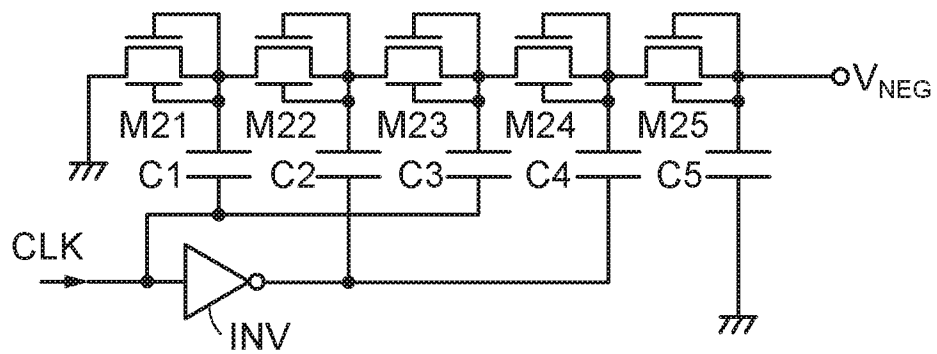 V_NEG
M21 M22 M23 M24 M25
C1 C2 C3 C4 C5
CLK
INV